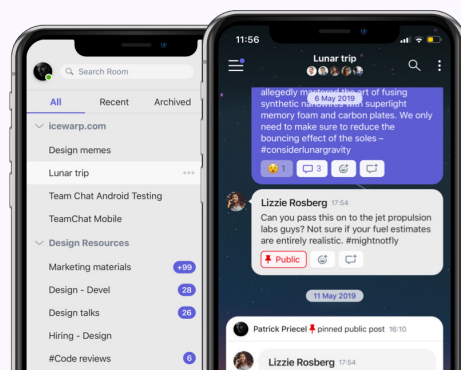 Search Room
All Recent Archived
icewarp.com
Design memes
Lunar trip
Team Chat Android Testing
TeamChat Mobile
Design Resources
Marketing materials +99
Design - Devel 28
Design talks 26
Hiring - Design
#Code reviews 6
11:56
Lunar trip
allegedly mastered the art of fusing
6 May 2019
synthetic with superlight
memory foam and carbon plates. We only
need to make sure to reduce the
bouncing effect of the soles –
#considerlunargravity
1 3
Lizzie Rosberg 17:54
Can you pass this on to the jet propulsion
labs guys? Not sure if your fuel estimates
are entirely realistic. #mightnotfly
Public
11 May 2019
Patrick Priecel pinned public post 16:10
Lizzie Rosberg 17:54